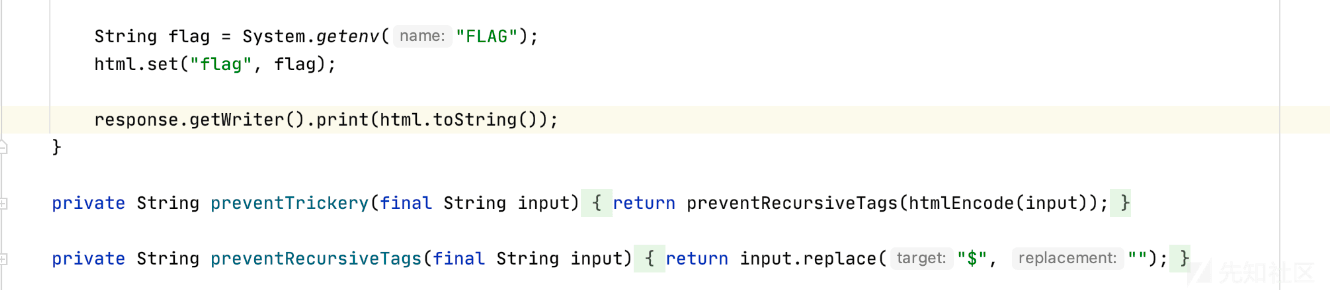 String flag = System.getenv( name: "FLAG");
html.set("flag", flag);
response.getWriter().print(html.toString());
}
private String preventTrickery(final String input) { return preventRecursiveTags(htmlEncode(input)); }
private String preventRecursiveTags(final String input) { return input.replace( target: "$", replacement: ""); }
先知社区